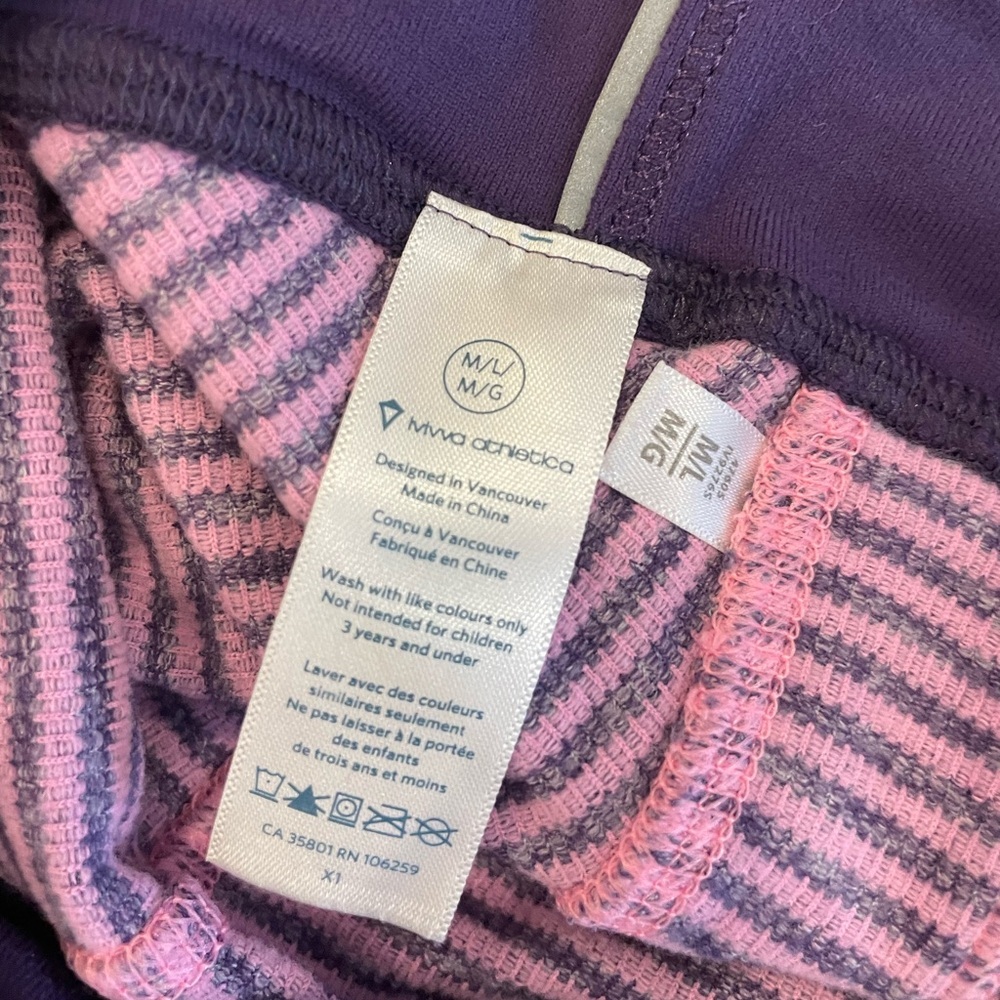 M/L/
M/G
ivivva athletica
Designed in Vancouver
Made in China
Conçu à Vancouver
Fabriqué en Chine
Wash with like colours only
Not intended for children
3 years and under
Laver avec des couleurs
similaires seulement
Ne pas laisser à la portée
des enfants
de trois ans et moins
CA 35801 RN 106259
X1
M/L
M/G